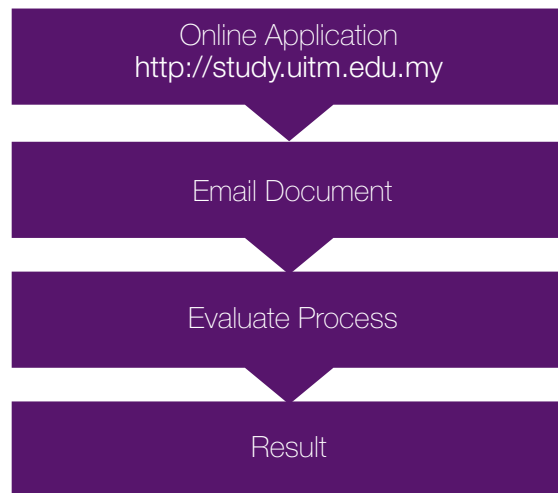 Online Application
http://study.uitm.edu.my
Email Document
Evaluate Process
Result